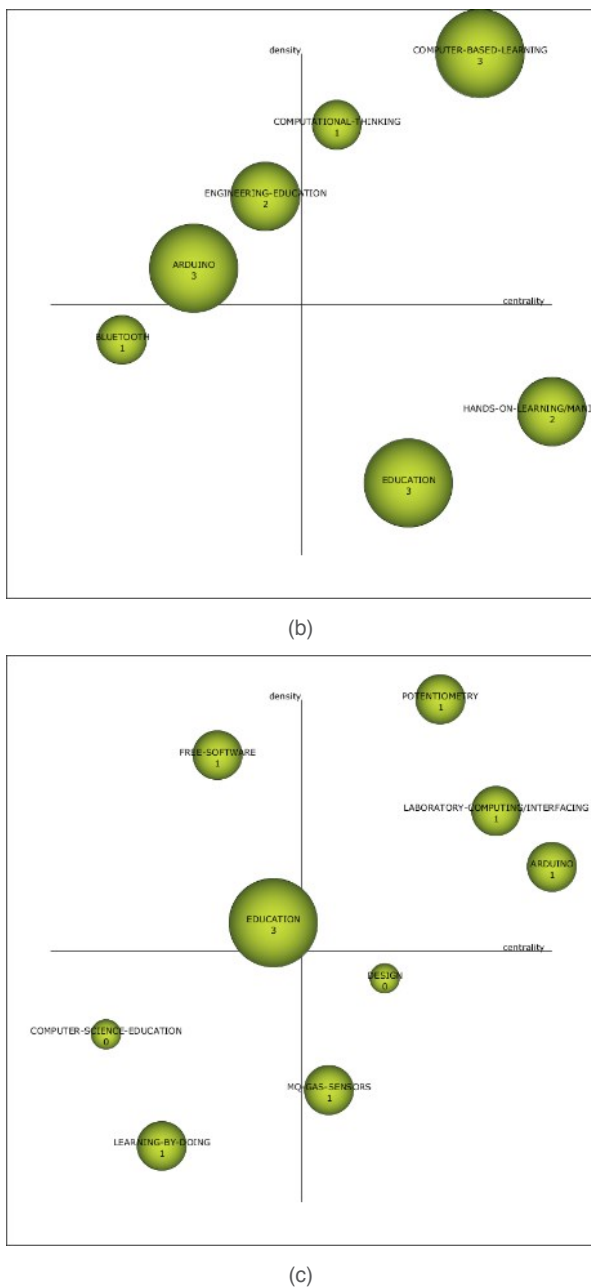 density
COMPUTER-BASED-LEARNING
3
COMPUTATIONAL-THINKING
1
ENGINEERING-EDUCATION
2
ARDUINO
3
centrality
BLUETOOTH
1
HANDS-ON-LEARNING/MANI
2
EDUCATION
3
(b)
density
POTENTIOMETRY
1
FREE-SOFTWARE
1
LABORATORY-COMPUTING/INTERFACING
1
ARDUINO
1
EDUCATION
3
centrality
DESIGN
0
COMPUTER-SCIENCE-EDUCATION
0
MQ-GAS-SENSORS
1
LEARNING-BY-DOING
1
(c)